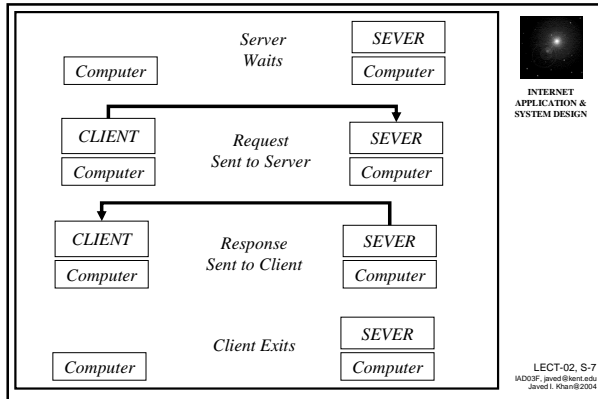 Server
Waits
SEVER
Computer
Computer
CLIENT
Request
Sent to Server
SEVER
Computer
Computer
CLIENT
Response
Sent to Client
SEVER
Computer
Computer
Client Exits
SEVER
Computer
Computer
INTERNET
APPLICATION &
SYSTEM DESIGN
LECT-02, S-7
IAD03F, javed@kent.edu
Javed I. Khan@2004